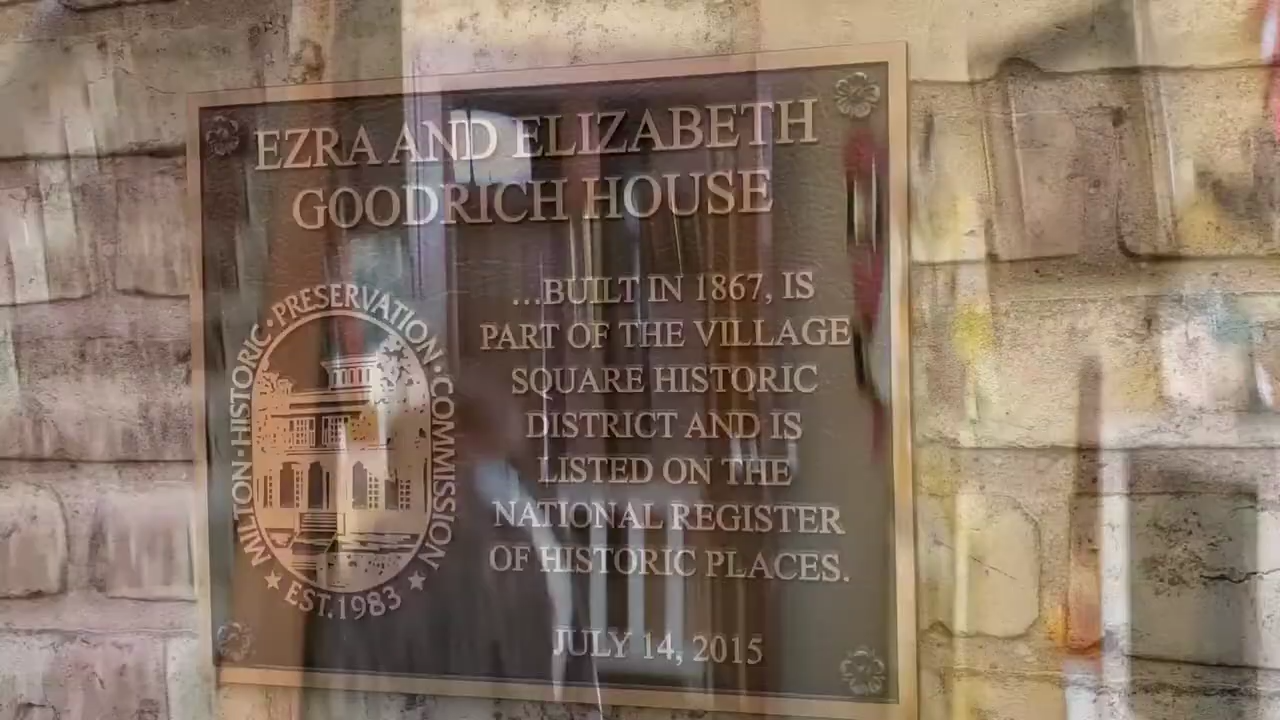 EZRA AND ELIZABETH
GOODRICH HOUSE
...BUILT IN 1867, IS
PART OF THE VILLAGE
SQUARE HISTORIC
DISTRICT AND IS
LISTED ON THE
NATIONAL REGISTER
OF HISTORIC PLACES.
JULY 14, 2015
MILTON·HISTORIC·PRESERVATION·COMMISSION
★ EST.1983 ★